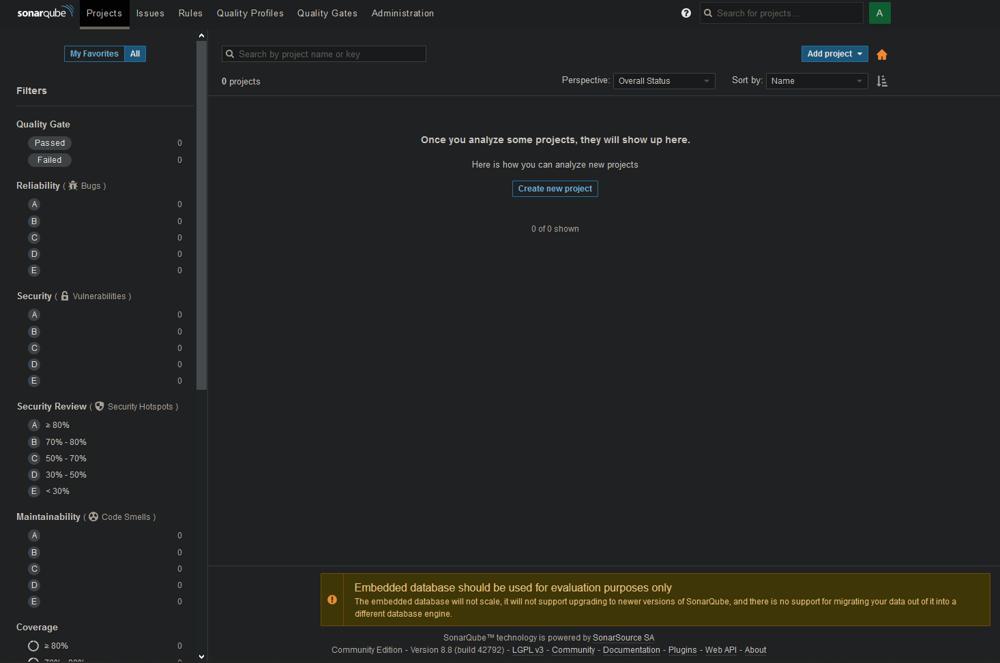 sonarqube Projects Issues Rules Quality Profiles Quality Gates Administration ? Search for projects... A
My Favorites All
Filters
Quality Gate
Passed 0
Failed 0
Reliability ( Bugs )
A 0
B 0
C 0
D 0
E 0
Security ( Vulnerabilities )
A 0
B 0
C 0
D 0
E 0
Security Review ( Security Hotspots )
A ≥ 80%
B 70% - 80%
C 50% - 70%
D 30% - 50%
E < 30%
Maintainability ( Code Smells )
A 0
B 0
C 0
D 0
E 0
Coverage
≥ 80% 0
Search by project name or key
Add project
0 projects
Perspective: Overall Status
Sort by: Name
Once you analyze some projects, they will show up here.
Here is how you can analyze new projects
Create new project
0 of 0 shown
Embedded database should be used for evaluation purposes only
The embedded database will not scale, it will not support upgrading to newer versions of SonarQube, and there is no support for migrating your data out of it into a
different database engine.
SonarQube™ technology is powered by SonarSource SA
Community Edition - Version 8.8 (build 42792) - LGPL v3 - Community - Documentation - Plugins - Web API - About